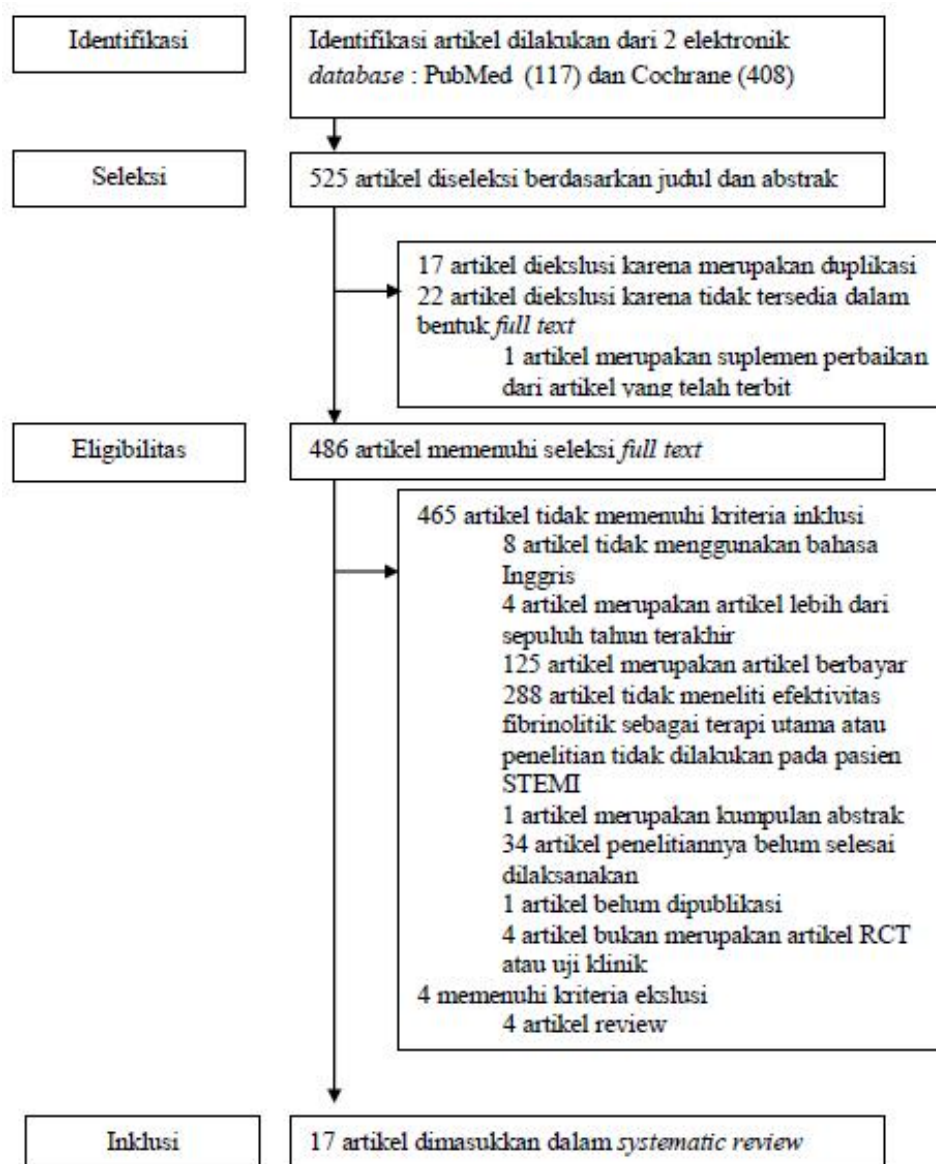 Identifikasi
Identifikasi artikel dilakukan dari 2 elektronik
database : PubMed (117) dan Cochrane (408)
Seleksi
525 artikel diseleksi berdasarkan judul dan abstrak
17 artikel diekslusi karena merupakan duplikasi
22 artikel diekslusi karena tidak tersedia dalam
bentuk full text
1 artikel merupakan suplemen perbaikan
dari artikel yang telah terbit
Eligibilitas
486 artikel memenuhi seleksi full text
465 artikel tidak memenuhi kriteria inklusi
8 artikel tidak menggunakan bahasa
Inggris
4 artikel merupakan artikel lebih dari
sepuluh tahun terakhir
125 artikel merupakan artikel berbayar
288 artikel tidak meneliti efektivitas
fibrinolitik sebagai terapi utama atau
penelitian tidak dilakukan pada pasien
STEMI
1 artikel merupakan kumpulan abstrak
34 artikel penelitiannya belum selesai
dilaksanakan
1 artikel belum dipublikasi
4 artikel bukan merupakan artikel RCT
atau uji klinik
4 memenuhi kriteria ekslusi
4 artikel review
Inklusi
17 artikel dimasukkan dalam systematic review